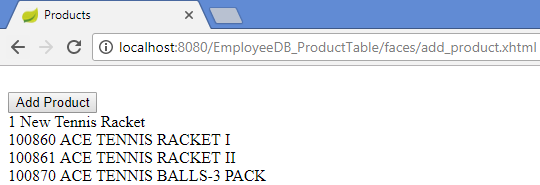 Products
localhost:8080/EmployeeDB_ProductTable/faces/add_product.xhtml
Add Product
1 New Tennis Racket
100860 ACE TENNIS RACKET I
100861 ACE TENNIS RACKET II
100870 ACE TENNIS BALLS-3 PACK